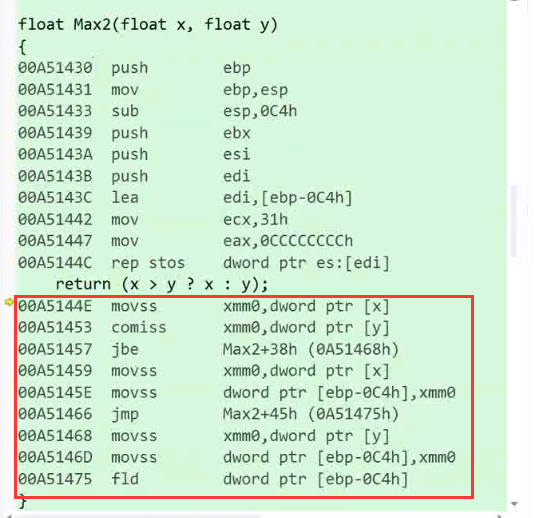 float Max2(float x, float y)
{
00A51430 push ebp
00A51431 mov ebp,esp
00A51433 sub esp,0C4h
00A51439 push ebx
00A5143A push esi
00A5143B push edi
00A5143C lea edi,[ebp-0C4h]
00A51442 mov ecx,31h
00A51447 mov eax,0CCCCCCCCh
00A5144C rep stos dword ptr es:[edi]
return (x > y ? x : y);
00A5144E movss xmm0,dword ptr [x]
00A51453 comiss xmm0,dword ptr [y]
00A51457 jbe Max2+38h (0A51468h)
00A51459 movss xmm0,dword ptr [x]
00A5145E movss dword ptr [ebp-0C4h],xmm0
00A51466 jmp Max2+45h (0A51475h)
00A51468 movss xmm0,dword ptr [y]
00A5146D movss dword ptr [ebp-0C4h],xmm0
00A51475 fld dword ptr [ebp-0C4h]
}